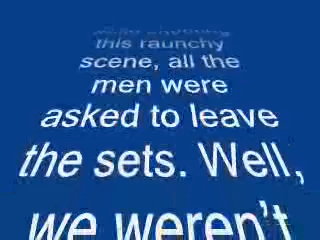 this raunchy
scene, all the
men were
asked to leave
the sets. Well,
we weren't